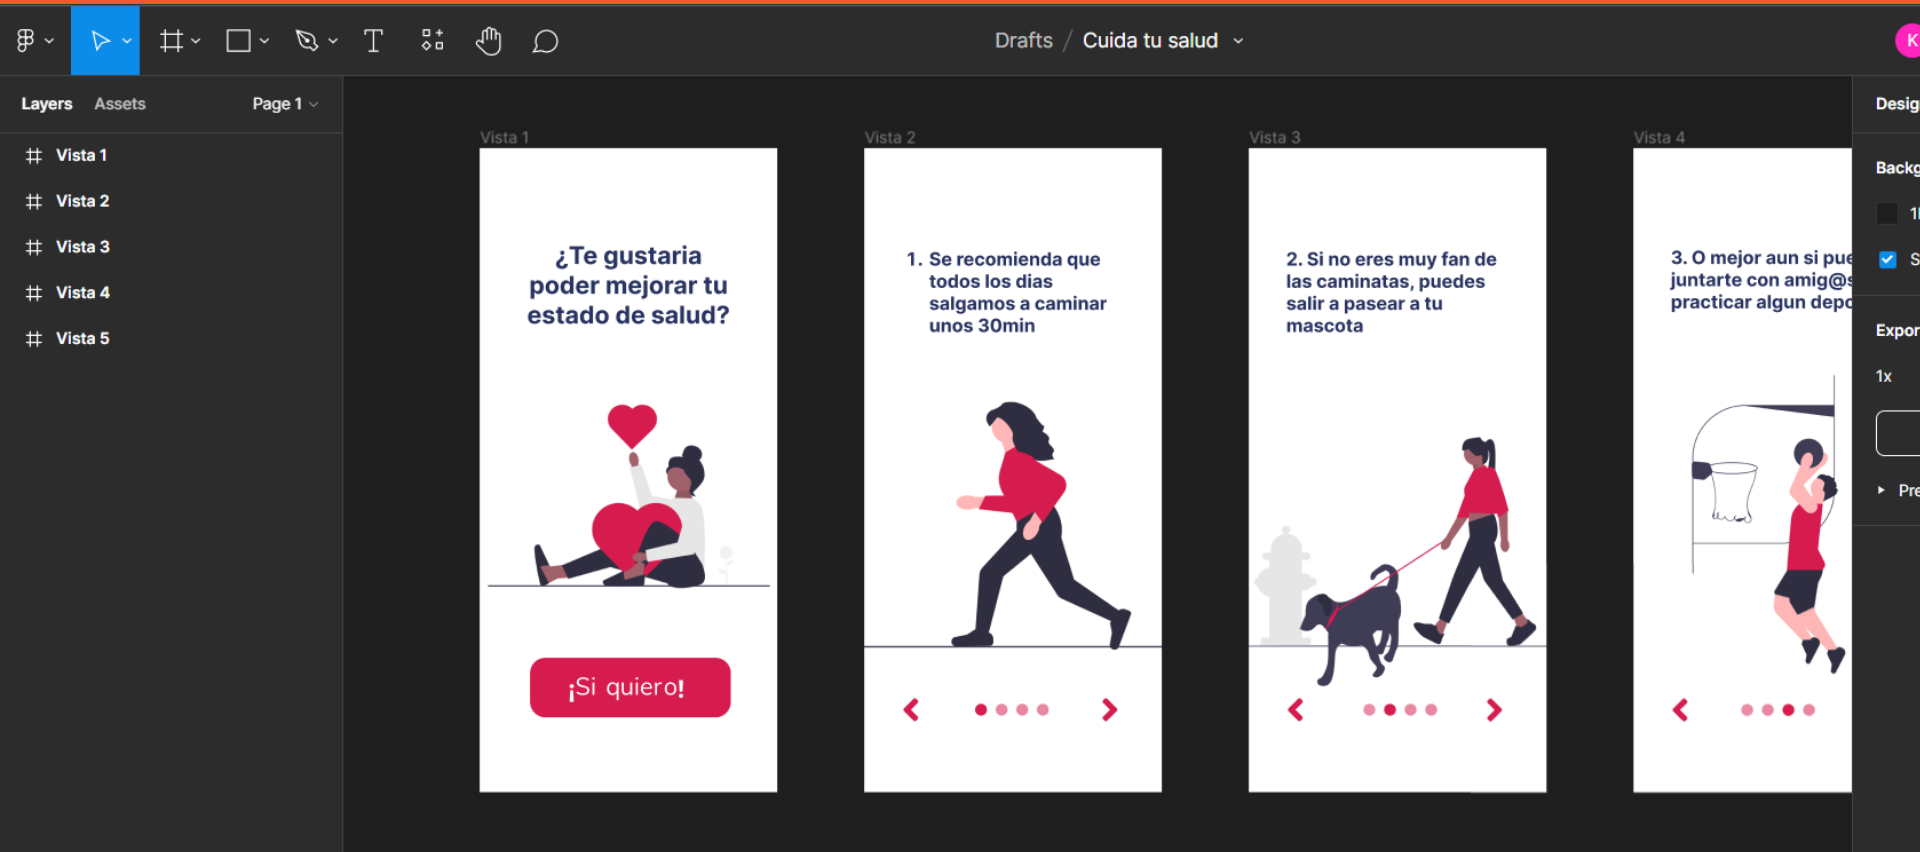 Drafts / Cuida tu salud
K
Layers Assets Page 1
Vista 1
Vista 2
Vista 3
Vista 4
Vista 5
Vista 1
¿Te gustaria
poder mejorar tu
estado de salud?
¡Si quiero!
Vista 2
1. Se recomienda que
todos los dias
salgamos a caminar
unos 30min
Vista 3
2. Si no eres muy fan de
las caminatas, puedes
salir a pasear a tu
mascota
Vista 4
3. O mejor aun si
juntarte con
practicar algun
1x